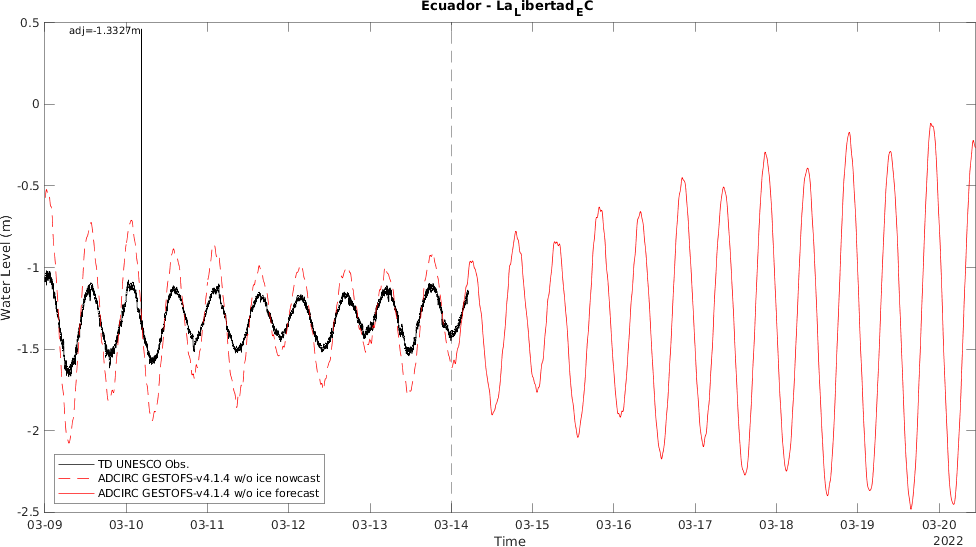 Ecuador - LaLibertadEC
adj=-1.3327m
0.5
0
-0.5
-1
-1.5
-2
-2.5
Water Level (m)
TD UNESCO Obs.
ADCIRC GESTOFS-v4.1.4 w/o ice nowcast
ADCIRC GESTOFS-v4.1.4 w/o ice forecast
03-09 03-10 03-11 03-12 03-13 03-14 03-15 03-16 03-17 03-18 03-19 03-20
Time
2022